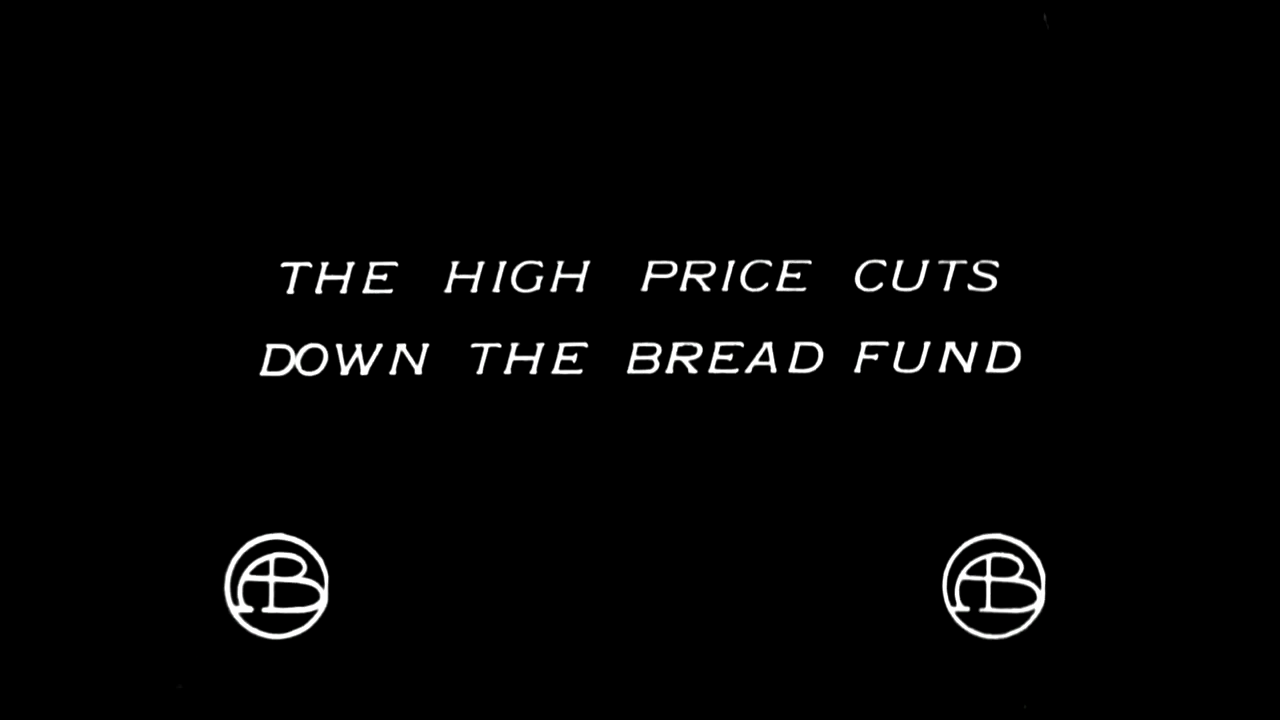 THE HIGH PRICE CUTS
DOWN THE BREAD FUND
AB AB